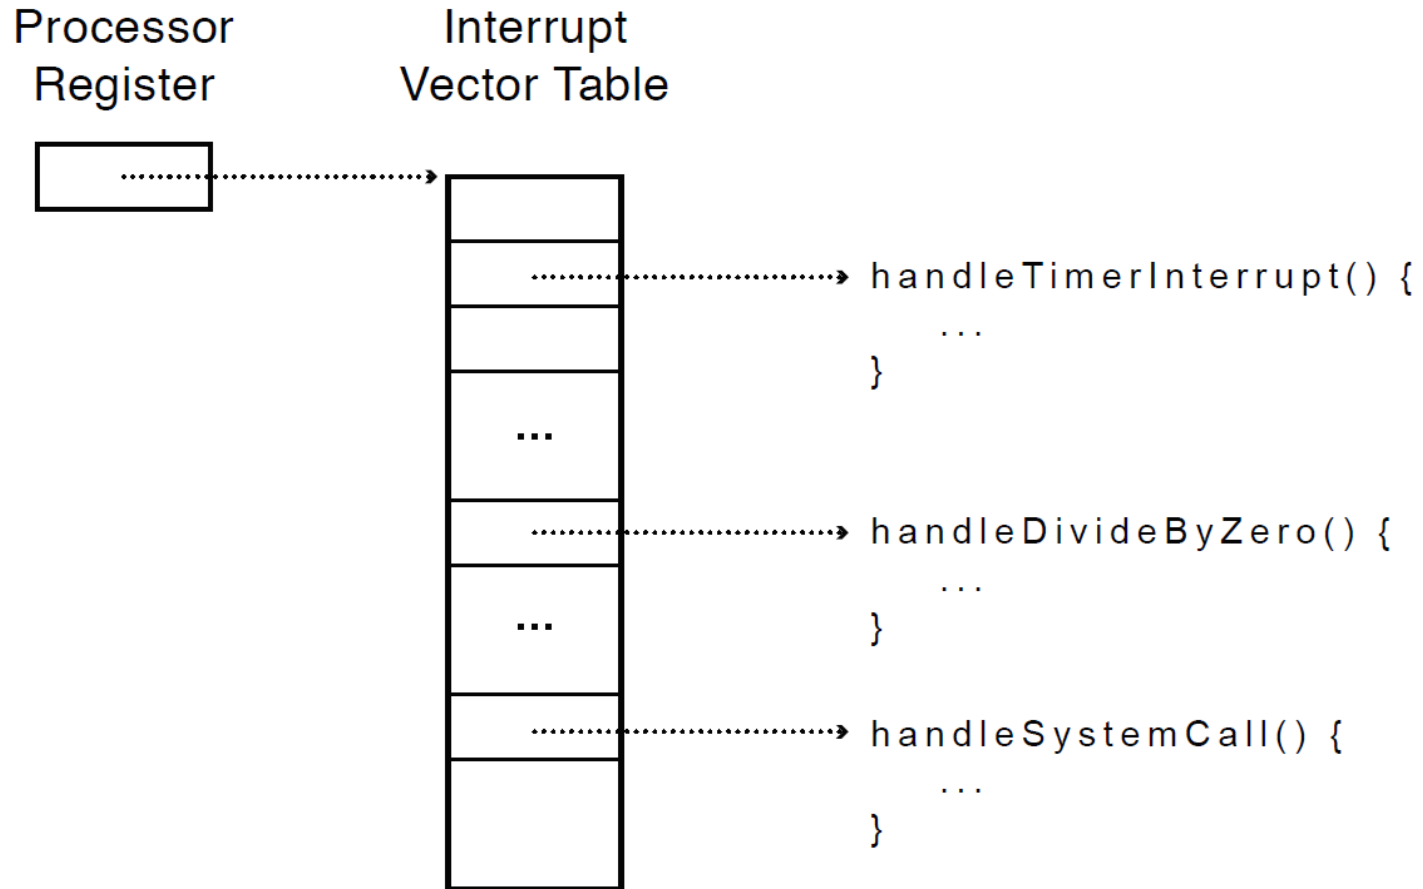 Processor
Register
Interrupt
Vector Table
handleTimerInterrupt() {
...
}
...
handleDivideByZero() {
...
}
...
handleSystemCall() {
...
}